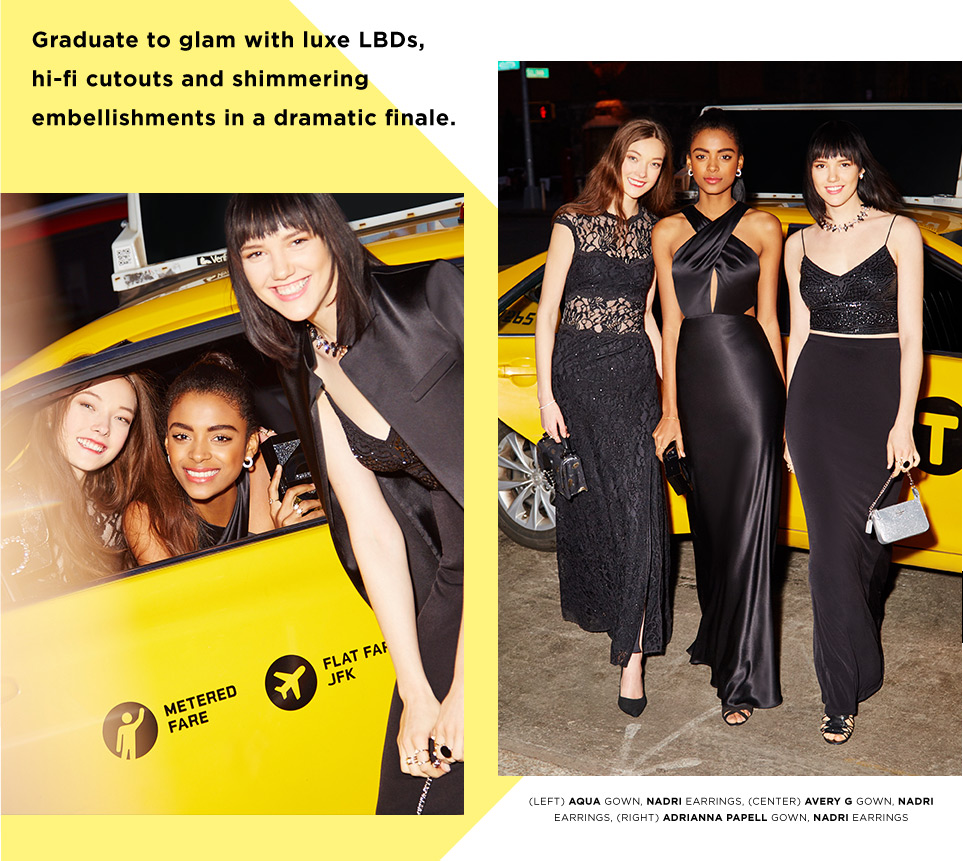 Graduate to glam with luxe LBDs,
hi-fi cutouts and shimmering
embellishments in a dramatic finale.
METERED
FARE
FLAT FAR
JFK
T
(LEFT) AQUA GOWN, NADRI EARRINGS, (CENTER) AVERY G GOWN, NADRI
EARRINGS, (RIGHT) ADRIANNA PAPELL GOWN, NADRI EARRINGS